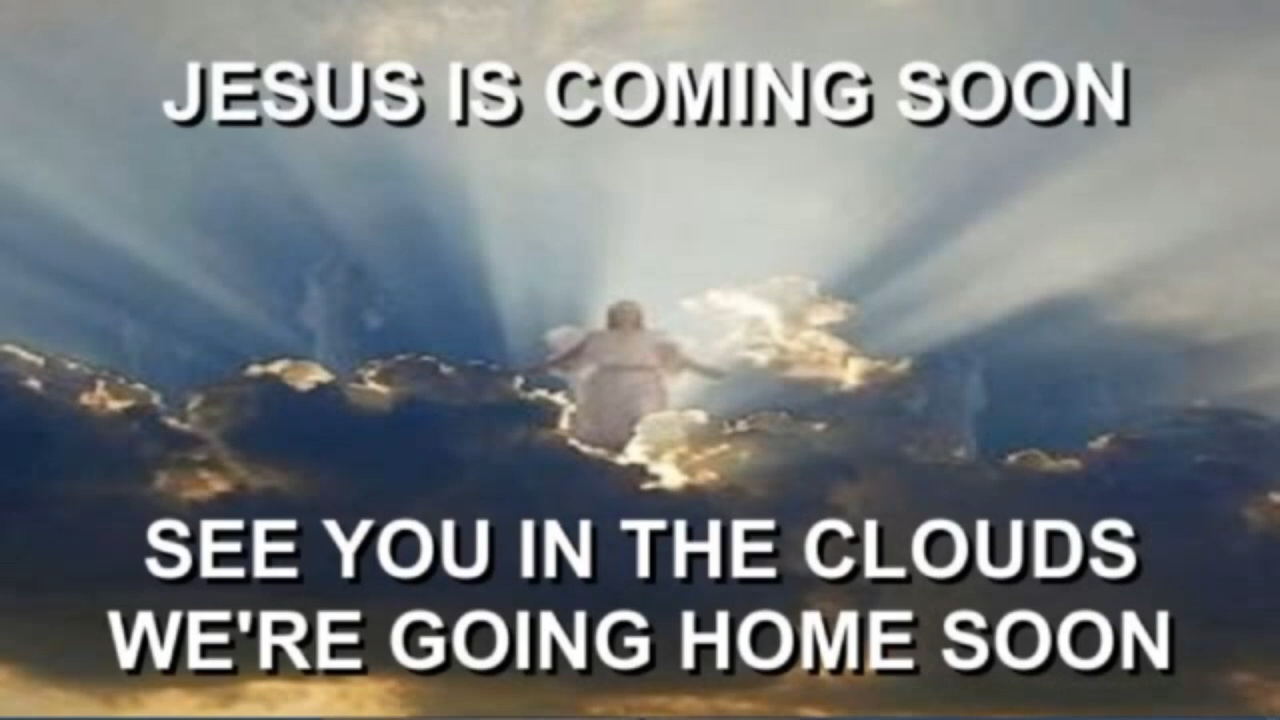 JESUS IS COMING SOON
SEE YOU IN THE CLOUDS
WE'RE GOING HOME SOON